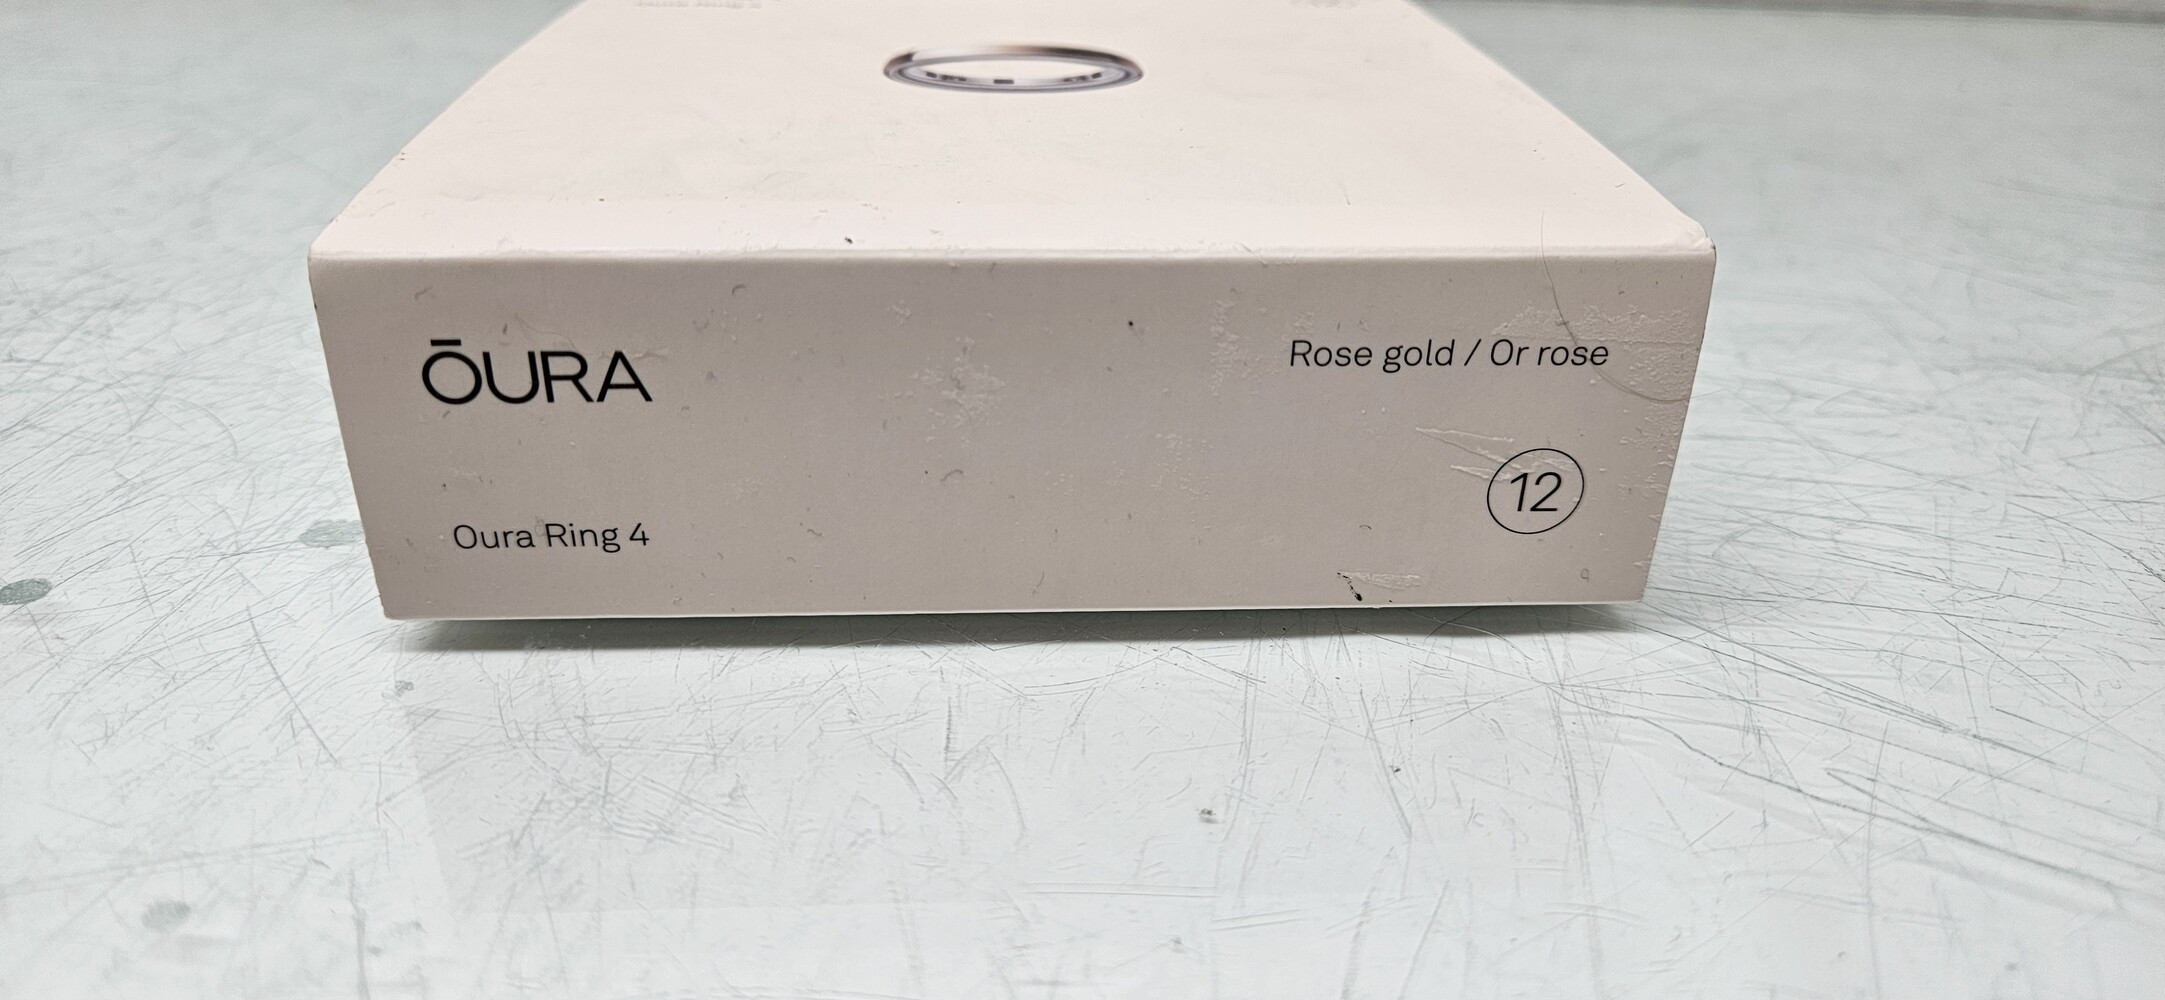 ŌURA
Rose gold / Or rose
12
Oura Ring 4